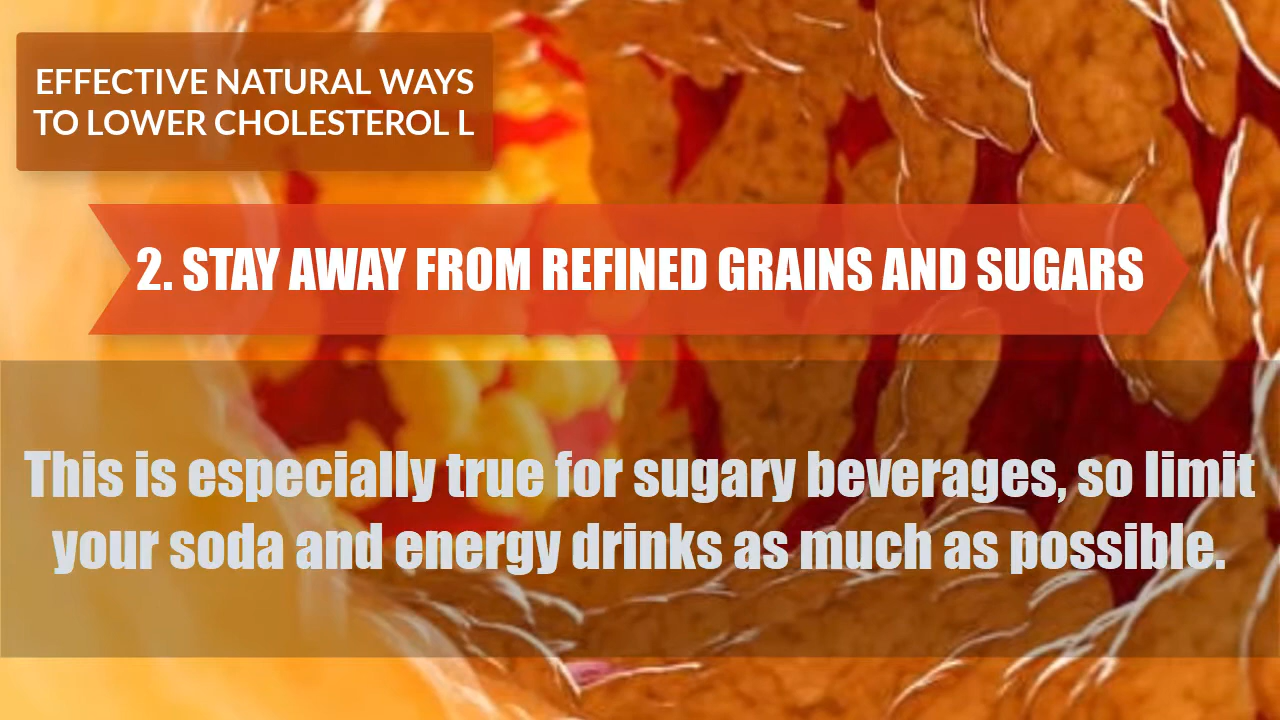 EFFECTIVE NATURAL WAYS
TO LOWER CHOLESTEROL L
2. STAY AWAY FROM REFINED GRAINS AND SUGARS
This is especially true for sugary beverages, so limit
your soda and energy drinks as much as possible.